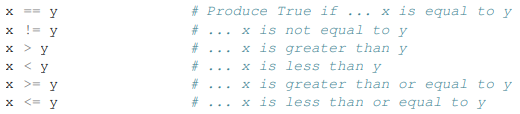 x == y # Produce True if ... x is equal to y
x != y # ... x is not equal to y
x > y # ... x is greater than y
x < y # ... x is less than y
x >= y # ... x is greater than or equal to y
x <= y # ... x is less than or equal to y